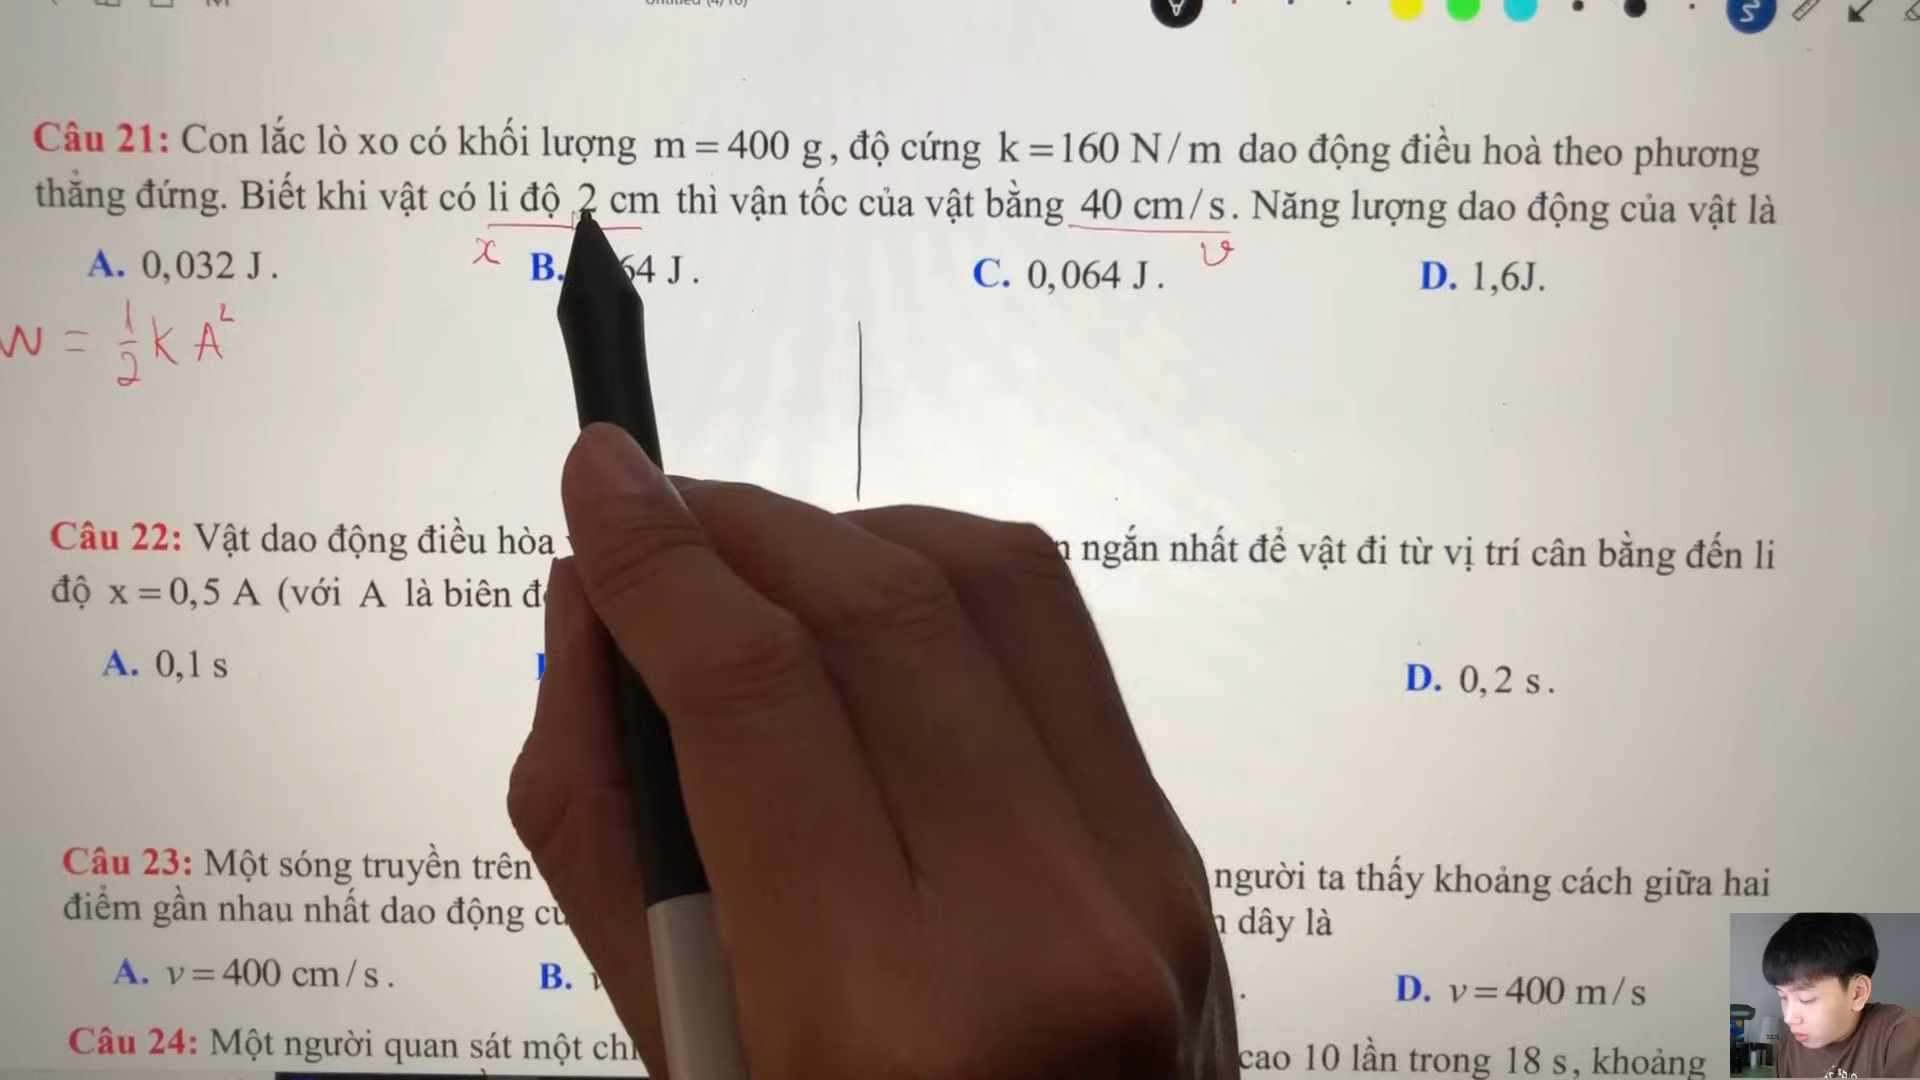 Câu 21: Con lắc lò xo có khối lượng m = 400 g, độ cứng k = 160 N/m dao động điều hoà theo phương
thẳng đứng. Biết khi vật có li độ 2 cm thì vận tốc của vật bằng 40 cm/s. Năng lượng dao động của vật là
x v
A. 0,032 J. B. 64 J. C. 0,064 J. D. 1,6J.
W = 1/2 K A²
Câu 22: Vật dao động điều hòa ngắn nhất để vật đi từ vị trí cân bằng đến li
độ x = 0,5 A (với A là biên
A. 0,1 s D. 0,2 s.
Câu 23: Một sóng truyền trên người ta thấy khoảng cách giữa hai
điểm gần nhau nhất dao động dây là
A. v = 400 cm/s. B. D. v = 400 m/s
Câu 24: Một người quan sát một cao 10 lần trong 18 s, khoảng